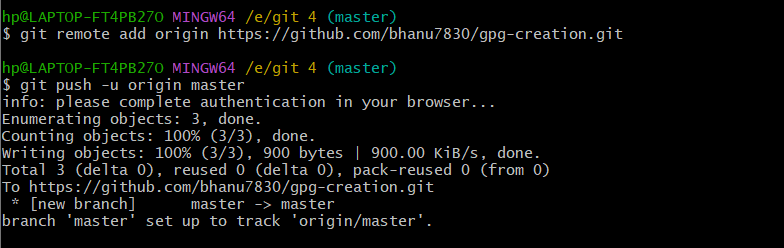 hp@LAPTOP-FT4PB27O MINGW64 /e/git 4 (master)
$ git remote add origin https://github.com/bhanu7830/gpg-creation.git
hp@LAPTOP-FT4PB27O MINGW64 /e/git 4 (master)
$ git push -u origin master
info: please complete authentication in your browser...
Enumerating objects: 3, done.
Counting objects: 100% (3/3), done.
Writing objects: 100% (3/3), 900 bytes | 900.00 KiB/s, done.
Total 3 (delta 0), reused 0 (delta 0), pack-reused 0 (from 0)
To https://github.com/bhanu7830/gpg-creation.git
 * [new branch]      master -> master
branch 'master' set up to track 'origin/master'.